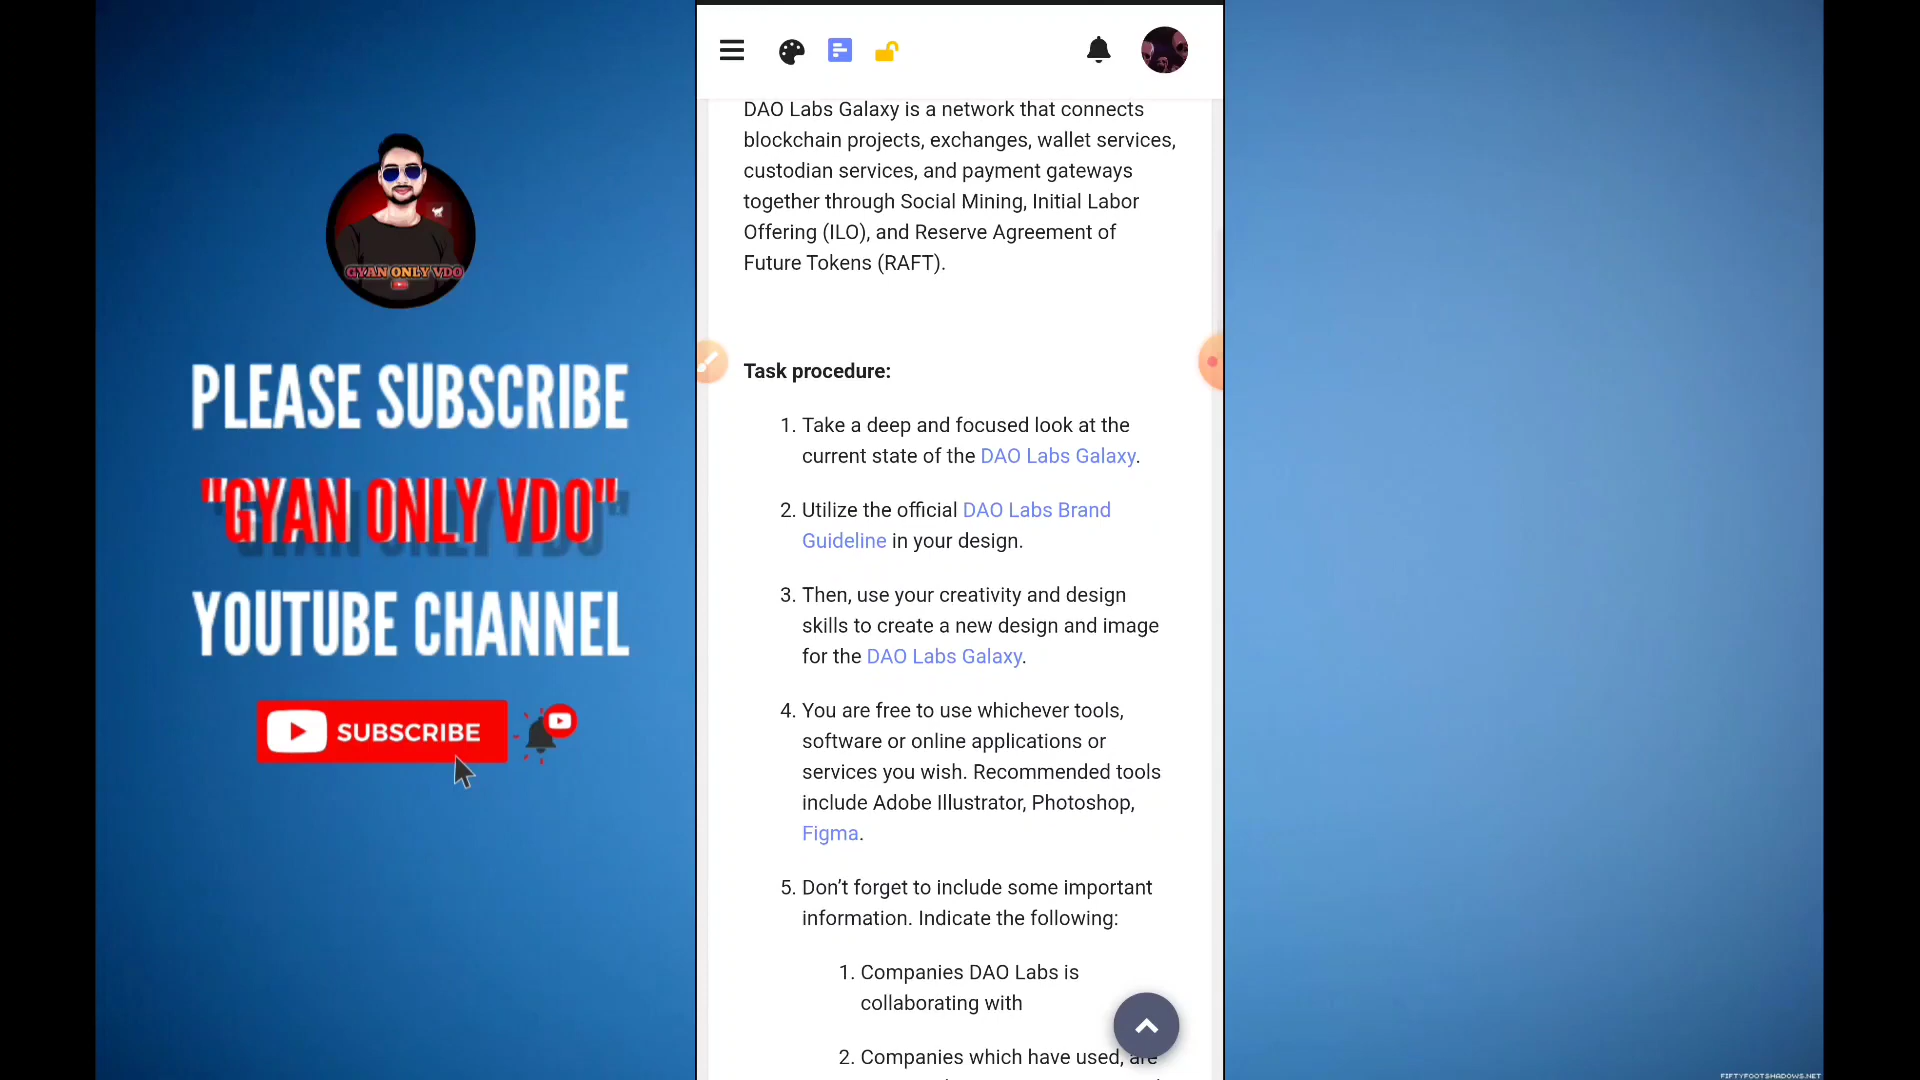 GYAN ONLY VDO
PLEASE SUBSCRIBE
"GYAN ONLY VDO"
YOUTUBE CHANNEL
SUBSCRIBE
DAO Labs Galaxy is a network that connects
blockchain projects, exchanges, wallet services,
custodian services, and payment gateways
together through Social Mining, Initial Labor
Offering (ILO), and Reserve Agreement of
Future Tokens (RAFT).
Task procedure:
1. Take a deep and focused look at the
current state of the DAO Labs Galaxy.
2. Utilize the official DAO Labs Brand
Guideline in your design.
3. Then, use your creativity and design
skills to create a new design and image
for the DAO Labs Galaxy.
4. You are free to use whichever tools,
software or online applications or
services you wish. Recommended tools
include Adobe Illustrator, Photoshop,
Figma.
5. Don't forget to include some important
information. Indicate the following:
1. Companies DAO Labs is
collaborating with
2. Companies which have used, are
FIFTYFOOTSHADOWS.NET